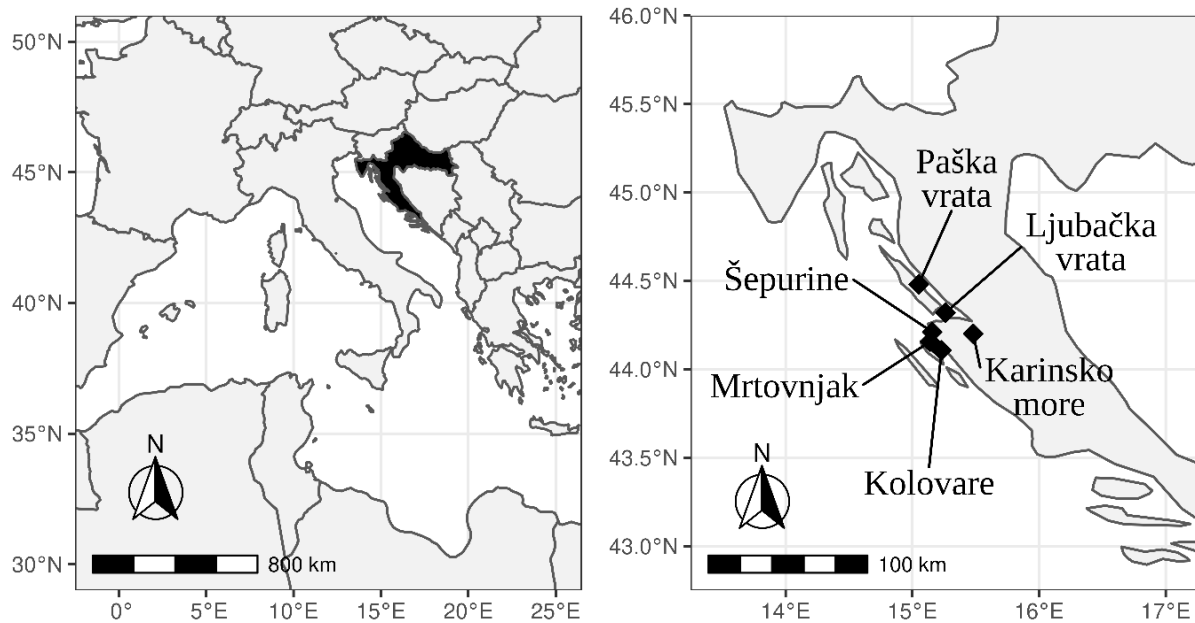 50°N
45°N
40°N
35°N
30°N
0°
5°E
10°E
15°E
20°E
25°E
N
800 km
46.0°N
45.5°N
45.0°N
44.5°N
44.0°N
43.5°N
43.0°N
14°E
15°E
16°E
17°E
Paška
vrata
Ljubačka
vrata
Šepurine
Mrtovnjak
Karinsko
more
Kolovare
N
100 km